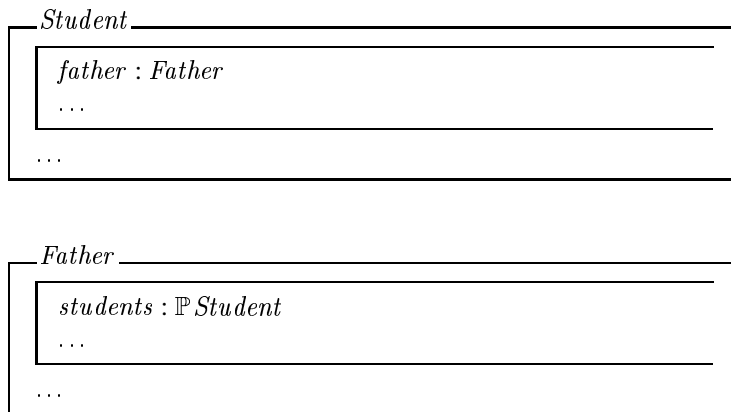 Student
father : Father
...
...
Father
students : ℙ Student
...
...